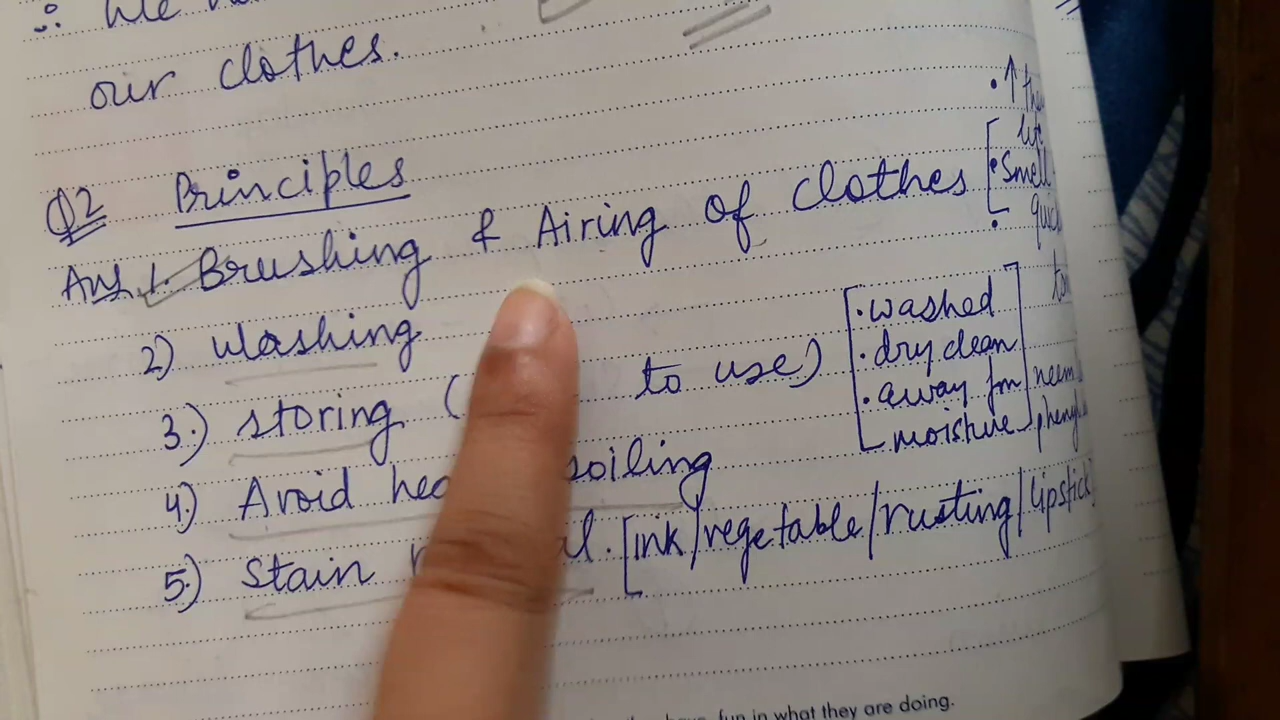 our clothes.
Q2 Principles
Ans 1. Brushing & Airing of clothes [ • ↑
• Smell
•
2) Washing
3.) storing ( to use) [ • washed
• dry clean
• away fm neem
moisture ]
4) Avoid soiling
5.) Stain [ink/vegetable/rusting/lipstick]
fun in what they are doing.